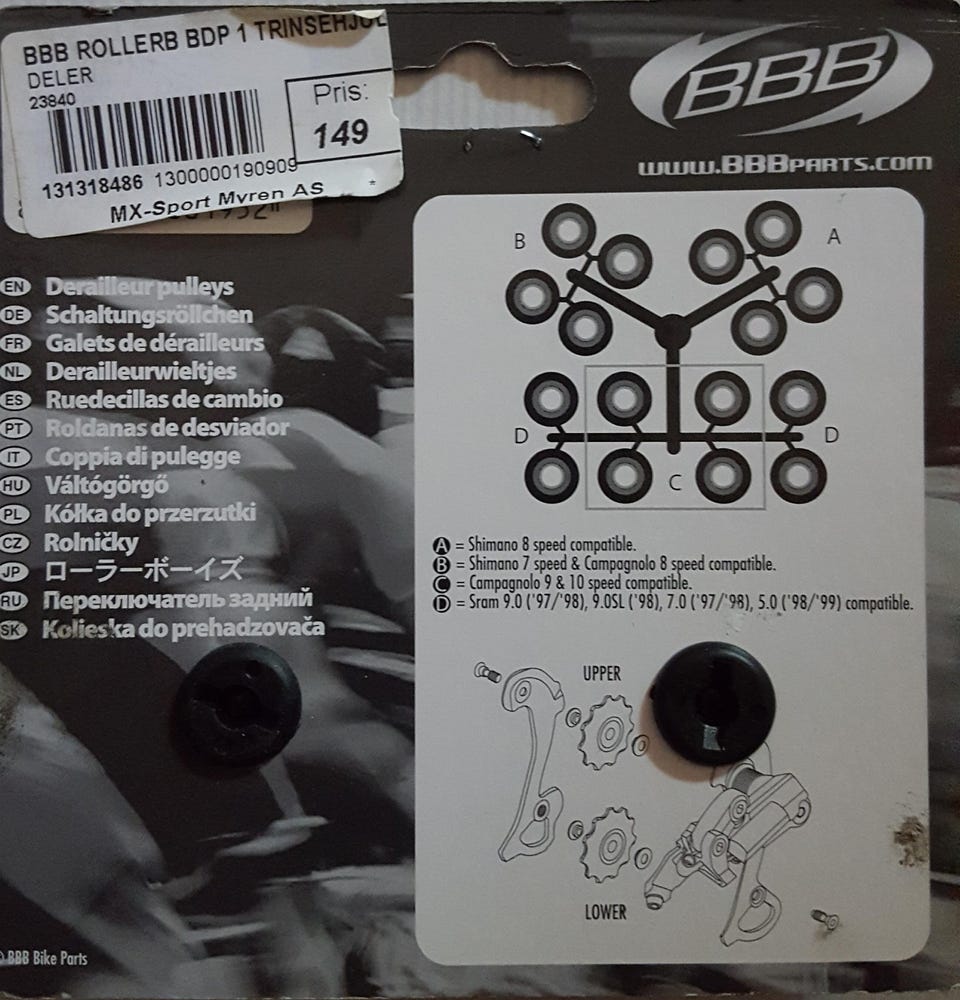 BBB ROLLERB BDP 1 TRINSEHJUL
DELER
23840
Pris:
149
131318486 1300000190909
MX-Sport Myren AS
*
BBB
www.BBBPARTS.COM
EN Derailleur pulleys
DE Schaltungsröllchen
FR Galets de dérailleurs
NL Derailleurwieltjes
ES Ruedecillas de cambio
PT Roldanas de desviador
IT Coppia di pulegge
HU Váltógörgő
PL Kółka do przerzutki
CZ Rolničky
JP ローラーボーイズ
RU Переключатель задний
SK Kolieska do prehadzovača
B A
D D
C
A = Shimano 8 speed compatible.
B = Shimano 7 speed & Campagnolo 8 speed compatible.
C = Campagnolo 9 & 10 speed compatible.
D = Sram 9.0 ('97/'98), 9.0SL ('98), 7.0 ('97/'98), 5.0 ('98/'99) compatible.
UPPER
LOWER
© BBB Bike Parts